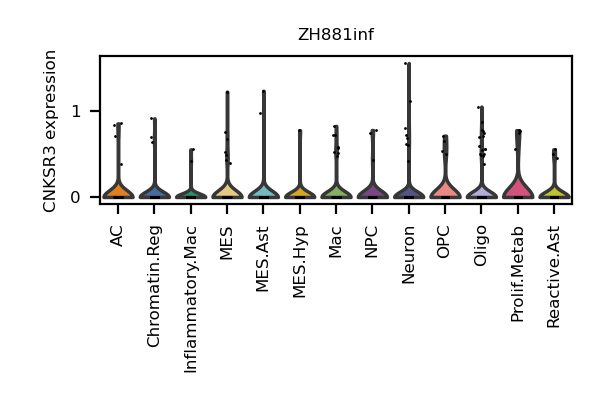 ZH881inf
CNKSR3 expression
1
0
AC
Chromatin.Reg
Inflammatory.Mac
MES
MES.Ast
MES.Hyp
Mac
NPC
Neuron
OPC
Oligo
Prolif.Metab
Reactive.Ast